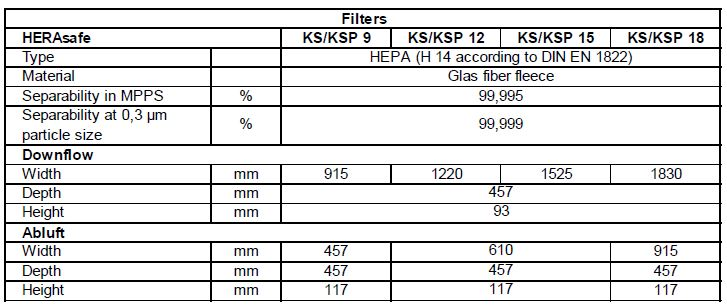 Filters
HERAsafe KS/KSP 9 KS/KSP 12 KS/KSP 15 KS/KSP 18
Type HEPA (H 14 according to DIN EN 1822)
Material Glas fiber fleece
Separability in MPPS % 99,995
Separability at 0,3 µm
particle size % 99,999
Downflow
Width mm 915 1220 1525 1830
Depth mm 457
Height mm 93
Abluft
Width mm 457 610 915
Depth mm 457 457 457
Height mm 117 117 117